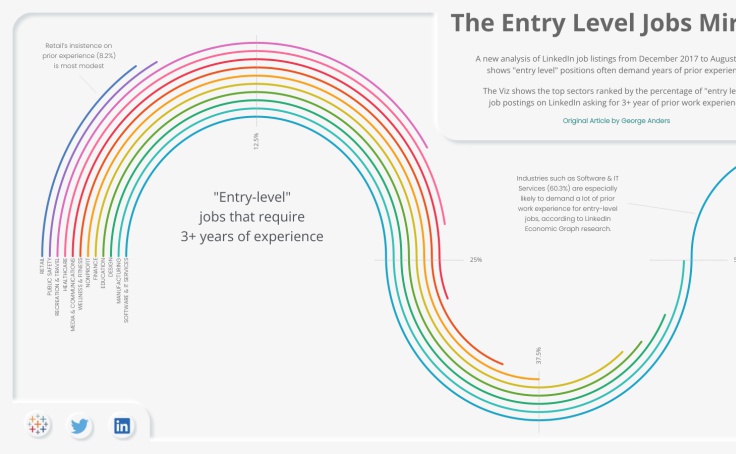 The Entry Level Jobs Mir
Retail's insistence on
prior experience (8.2%)
is most modest
A new analysis of LinkedIn job listings from December 2017 to August
shows "entry level" positions often demand years of prior experien
The Viz shows the top sectors ranked by the percentage of "entry le
job postings on LinkedIn asking for 3+ year of prior work experien
Original Article by George Anders
12.5%
"Entry-level"
jobs that require
3+ years of experience
Industries such as Software & IT
Services (60.3%) are especially
likely to demand a lot of prior
work experience for entry-level
jobs, according to LinkedIn
Economic Graph research.
25%
5
RETAIL
PUBLIC SAFETY
RECREATION & TRAVEL
HEALTHCARE
MEDIA & COMMUNICATIONS
WELLNESS & FITNESS
NONPROFIT
FINANCE
EDUCATION
DESIGN
MANUFACTURING
SOFTWARE & IT SERVICES
37.5%
in